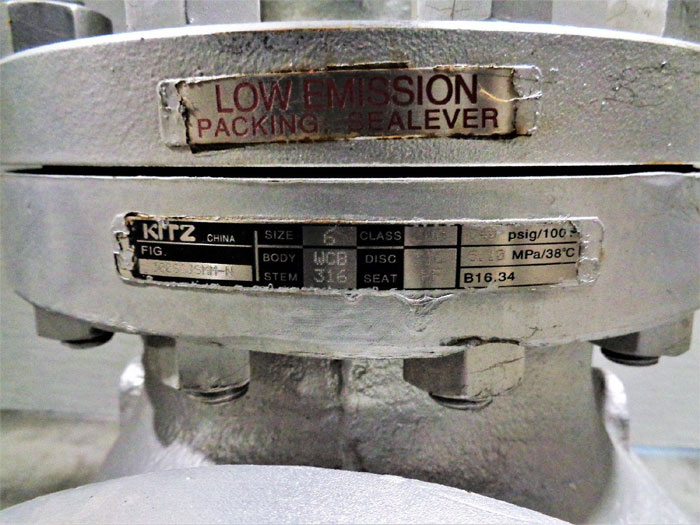 LOW EMISSION
PACKING SEALEVER
KITZ CHINA SIZE 6 CLASS psig/100
FIG. BODY WCB DISC MPa/38°C
STEM 316 SEAT B16.34